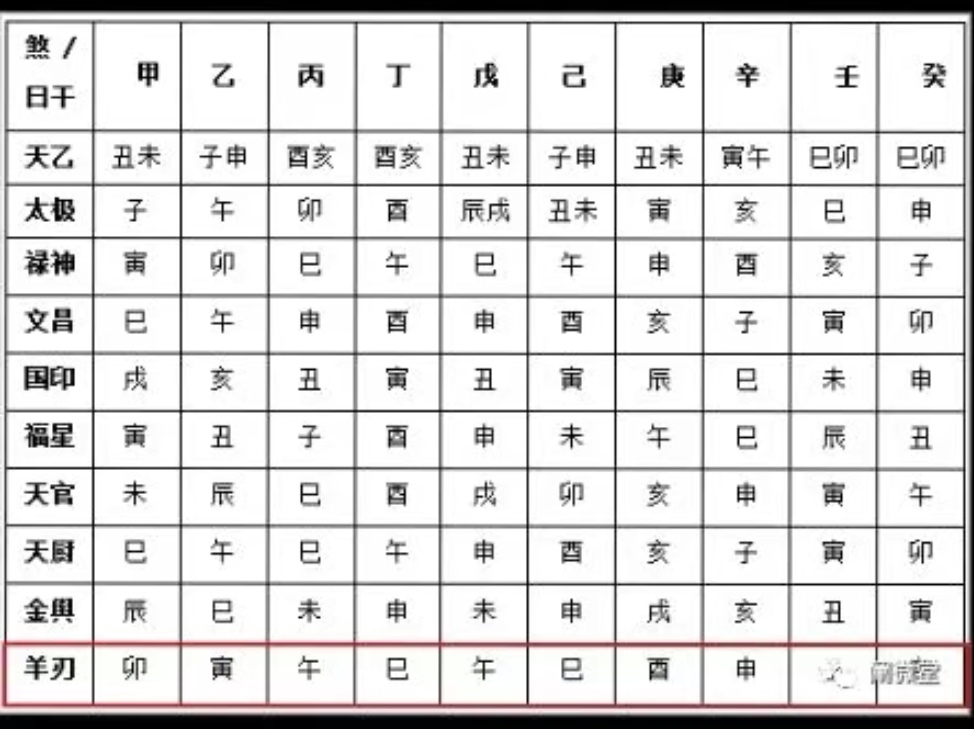 煞 / 日干 甲 乙 丙 丁 戊 己 庚 辛 壬 癸
天乙 丑未 子申 酉亥 酉亥 丑未 子申 丑未 寅午 巳卯 巳卯
太极 子 午 卯 酉 辰戌 丑未 寅 亥 巳 申
禄神 寅 卯 巳 午 巳 午 申 酉 亥 子
文昌 巳 午 申 酉 申 酉 亥 子 寅 卯
国印 戌 亥 丑 寅 丑 寅 辰 巳 未 申
福星 寅 丑 子 酉 申 未 午 巳 辰 丑
天官 未 辰 巳 酉 戌 卯 亥 申 寅 午
天厨 巳 午 巳 午 申 酉 亥 子 寅 卯
金舆 辰 巳 未 申 未 申 戌 亥 丑 寅
羊刃 卯 寅 午 巳 午 巳 酉 申